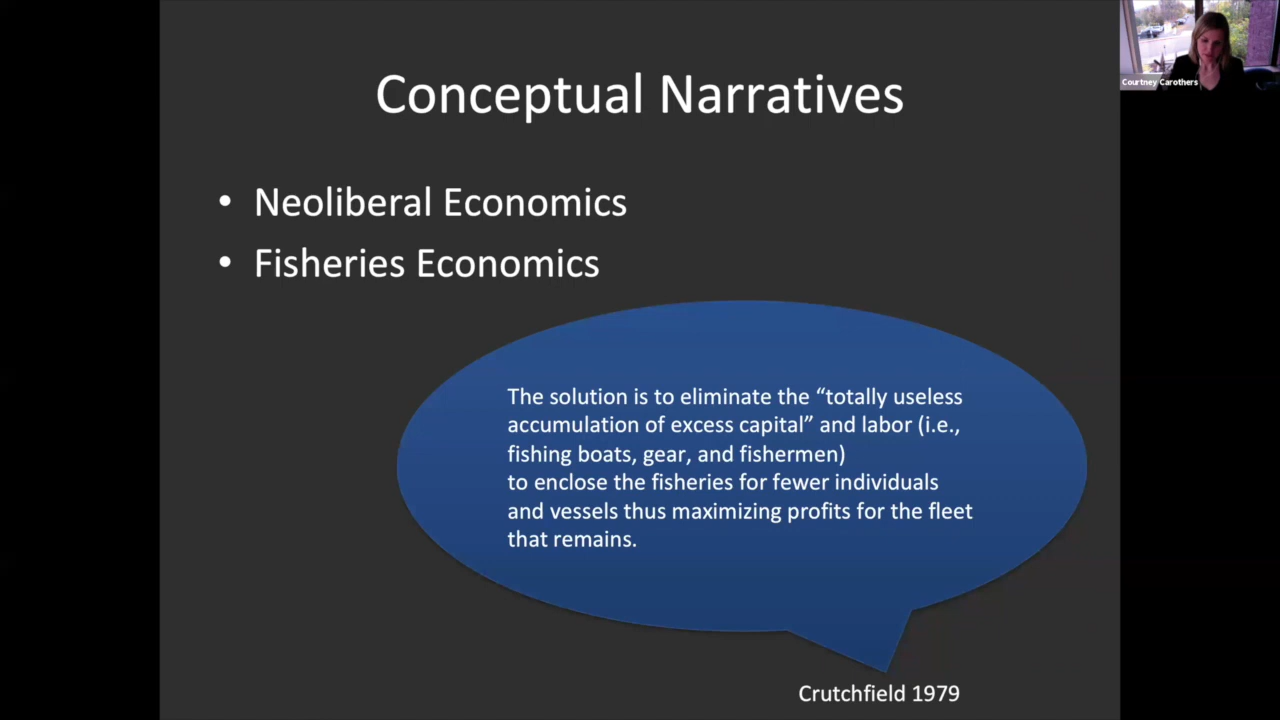 Conceptual Narratives
Courtney Carothers
• Neoliberal Economics
• Fisheries Economics
The solution is to eliminate the “totally useless
accumulation of excess capital” and labor (i.e.,
fishing boats, gear, and fishermen)
to enclose the fisheries for fewer individuals
and vessels thus maximizing profits for the fleet
that remains.
Crutchfield 1979